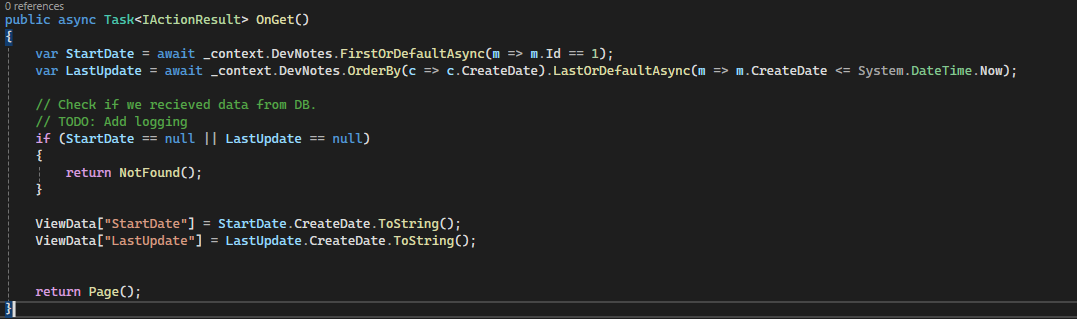 0 references
public async Task<IActionResult> OnGet()
{
var StartDate = await _context.DevNotes.FirstOrDefaultAsync(m => m.Id == 1);
var LastUpdate = await _context.DevNotes.OrderBy(c => c.CreateDate).LastOrDefaultAsync(m => m.CreateDate <= System.DateTime.Now);
// Check if we recieved data from DB.
// TODO: Add logging
if (StartDate == null || LastUpdate == null)
{
return NotFound();
}
ViewData["StartDate"] = StartDate.CreateDate.ToString();
ViewData["LastUpdate"] = LastUpdate.CreateDate.ToString();
return Page();
}